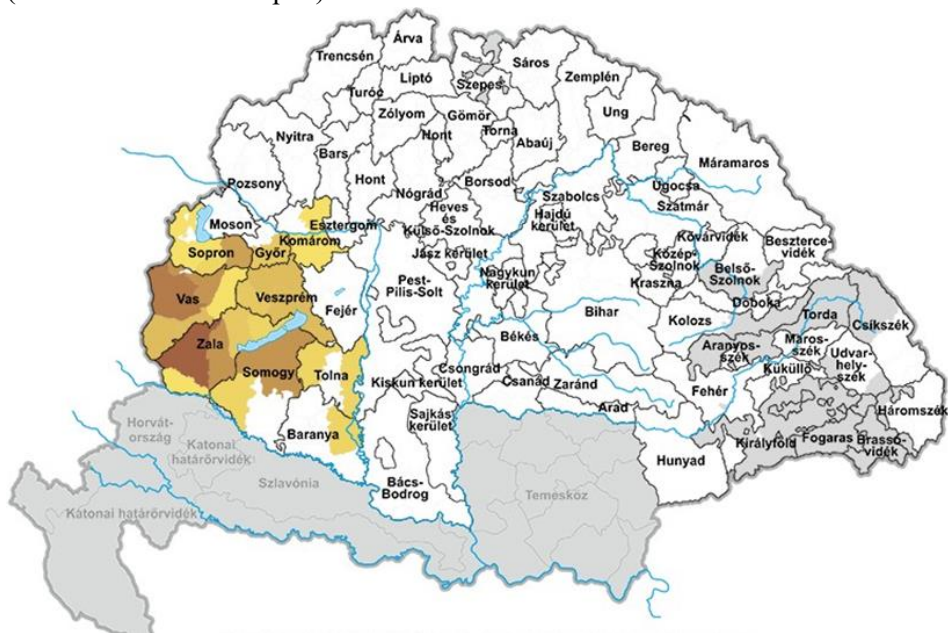 Árva
Trencsén
Liptó
Sáros
Szepes
Zemplén
Turóc
Zólyom
Gömör
Ung
Nyitra
Hont
Torna
Abaúj
Bereg
Bars
Máramaros
Hont
Borsod
Pozsony
Nógrád
Szabolcs
Ugocsa
Szatmár
Moson
Esztergom
Heves
és
Külső-Szolnok
Hajdú
kerület
Komárom
Sopron
Győr
Jász kerület
Kővárvidék
Beszterce-
vidék
Közép-
Szolnok
Belső-
Szolnok
Nagykun
kerület
Kraszna
Pest-
Pilis-Solt
Vas
Veszprém
Fejér
Doboka
Bihar
Kolozs
Torda
Csíkszék
Zala
Békés
Aranyos-
szék
Maros-
szék
Udvar-
hely-
szék
Somogy
Tolna
Csongrád
Kiskun kerület
Csanád
Zaránd
Fehér
Küküllő
Arad
Háromszék
Sajkás
kerület
Baranya
Horvát-
ország
Katonai
határőrvidék
Királyföld
Fogaras
Brassó-
vidék
Hunyad
Bács-
Bodrog
Szlavónia
Temesköz
Katonai határőrvidék